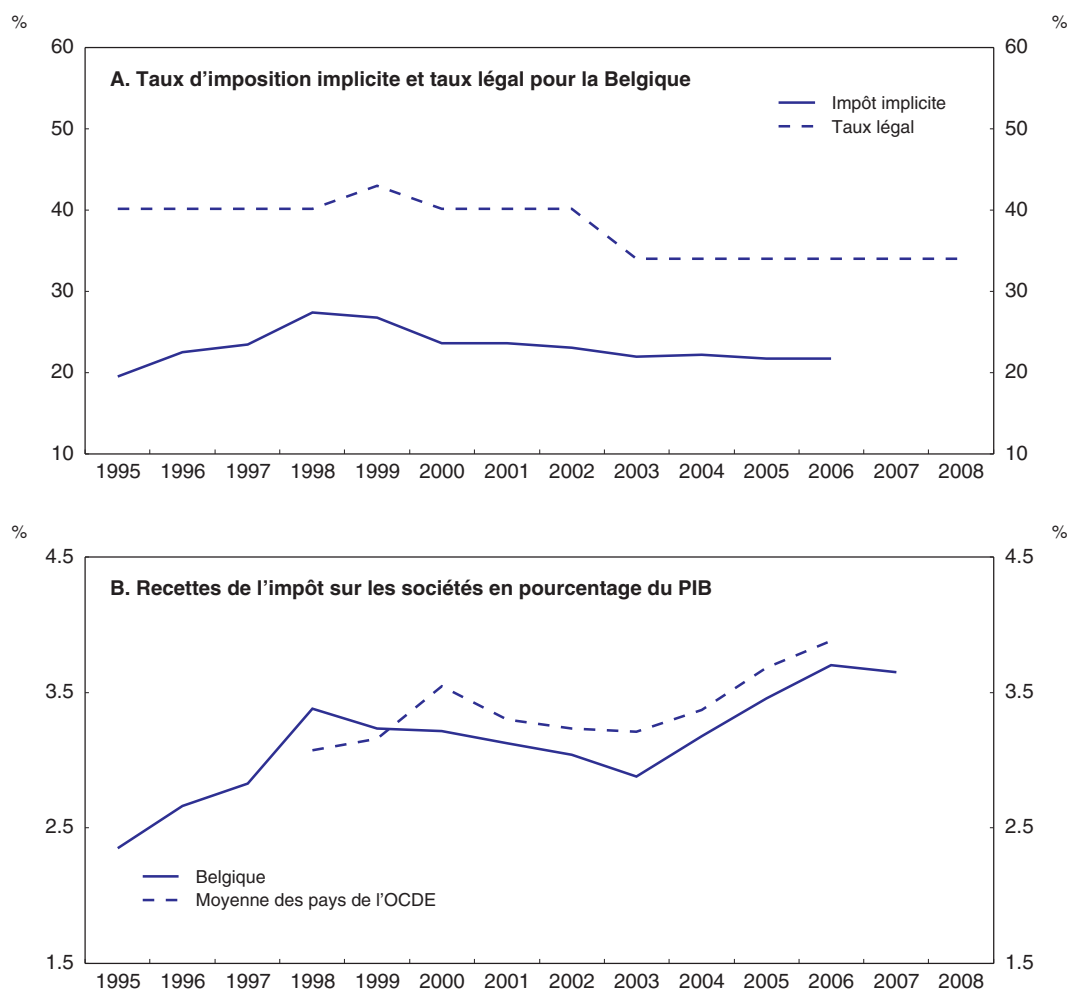 % %
60 60
A. Taux d'imposition implicite et taux légal pour la Belgique
Impôt implicite
50 50
Taux légal
40 40
30 30
20 20
10 10
1995 1996 1997 1998 1999 2000 2001 2002 2003 2004 2005 2006 2007 2008
% %
4.5 4.5
B. Recettes de l'impôt sur les sociétés en pourcentage du PIB
3.5 3.5
2.5 2.5
Belgique
Moyenne des pays de l'OCDE
1.5 1.5
1995 1996 1997 1998 1999 2000 2001 2002 2003 2004 2005 2006 2007 2008